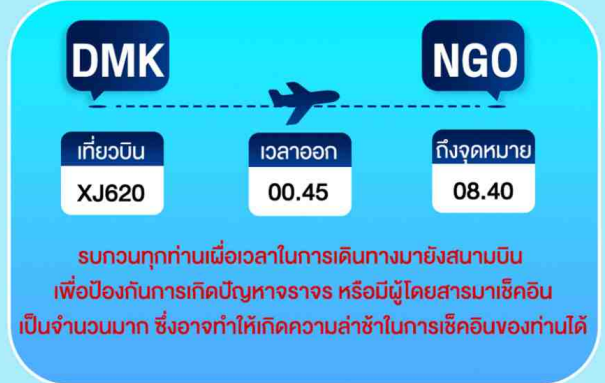 DMK NGO
เที่ยวบิน เวลาออก ถึงจุดหมาย
XJ620 00.45 08.40
รบกวนทุกท่านเผื่อเวลาในการเดินทางมายังสนามบิน
เพื่อป้องกันการเกิดปัญหาจราจร หรือมีผู้โดยสารมาเช็คอิน
เป็นจำนวนมาก ซึ่งอาจทำให้เกิดความล่าช้าในการเช็คอินของท่านได้